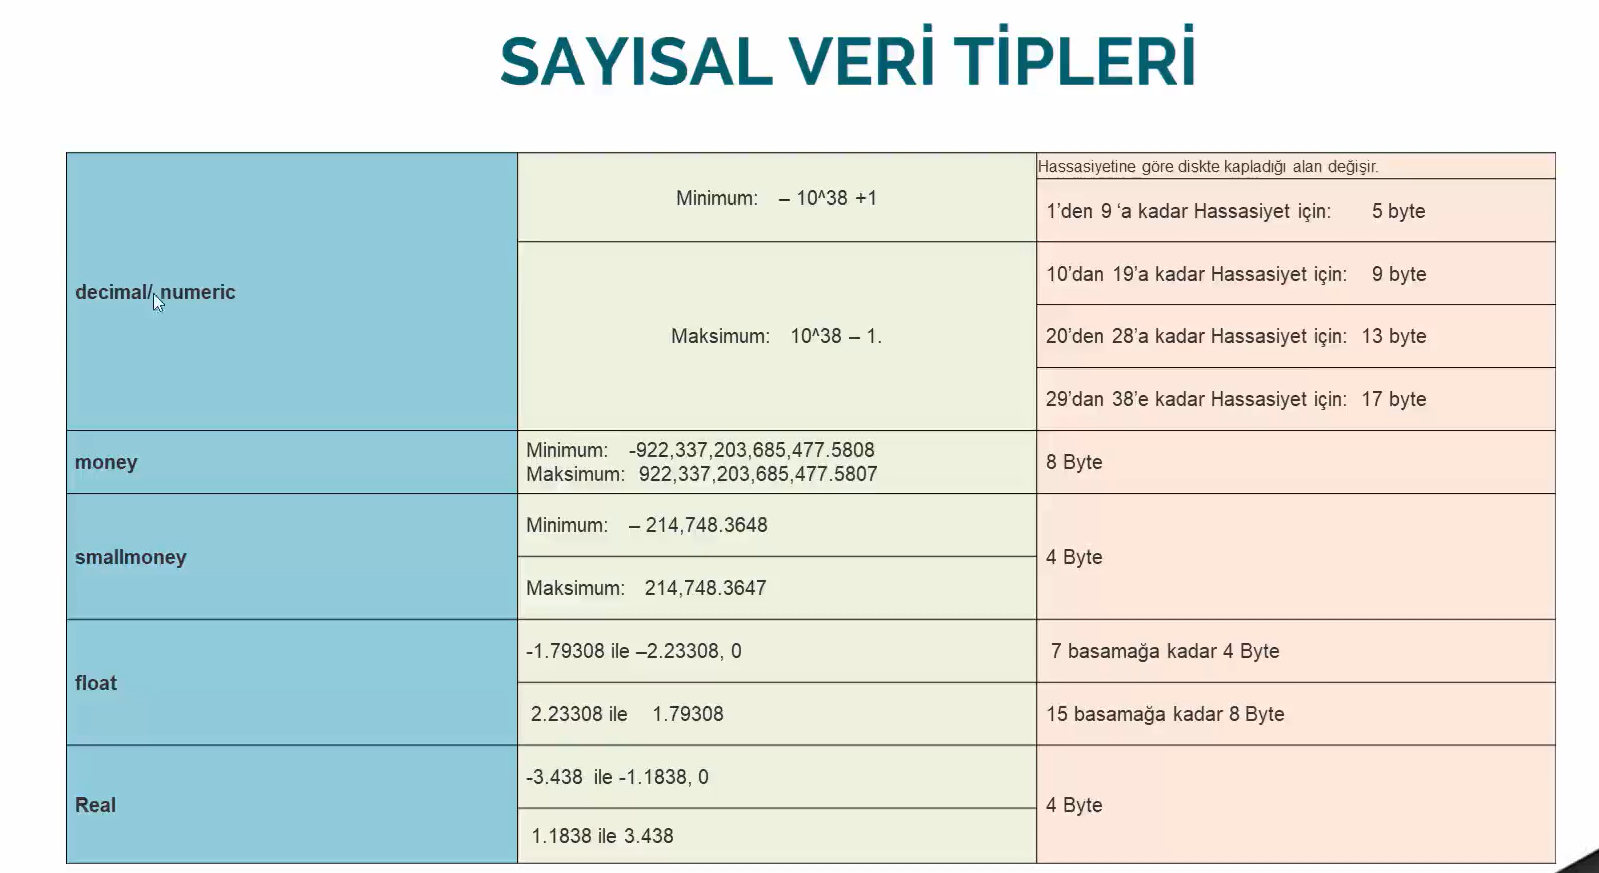 SAYISAL VERİ TİPLERİ
decimal/ numeric
Minimum: – 10^38 +1
Maksimum: 10^38 – 1.
Hassasiyetine göre diskte kapladığı alan değişir.
1’den 9 ‘a kadar Hassasiyet için: 5 byte
10’dan 19’a kadar Hassasiyet için: 9 byte
20’den 28’a kadar Hassasiyet için: 13 byte
29’dan 38’e kadar Hassasiyet için: 17 byte
money
Minimum: -922,337,203,685,477.5808
Maksimum: 922,337,203,685,477.5807
8 Byte
smallmoney
Minimum: – 214,748.3648
Maksimum: 214,748.3647
4 Byte
float
-1.79308 ile –2.23308, 0
2.23308 ile 1.79308
7 basamağa kadar 4 Byte
15 basamağa kadar 8 Byte
Real
-3.438 ile -1.1838, 0
1.1838 ile 3.438
4 Byte